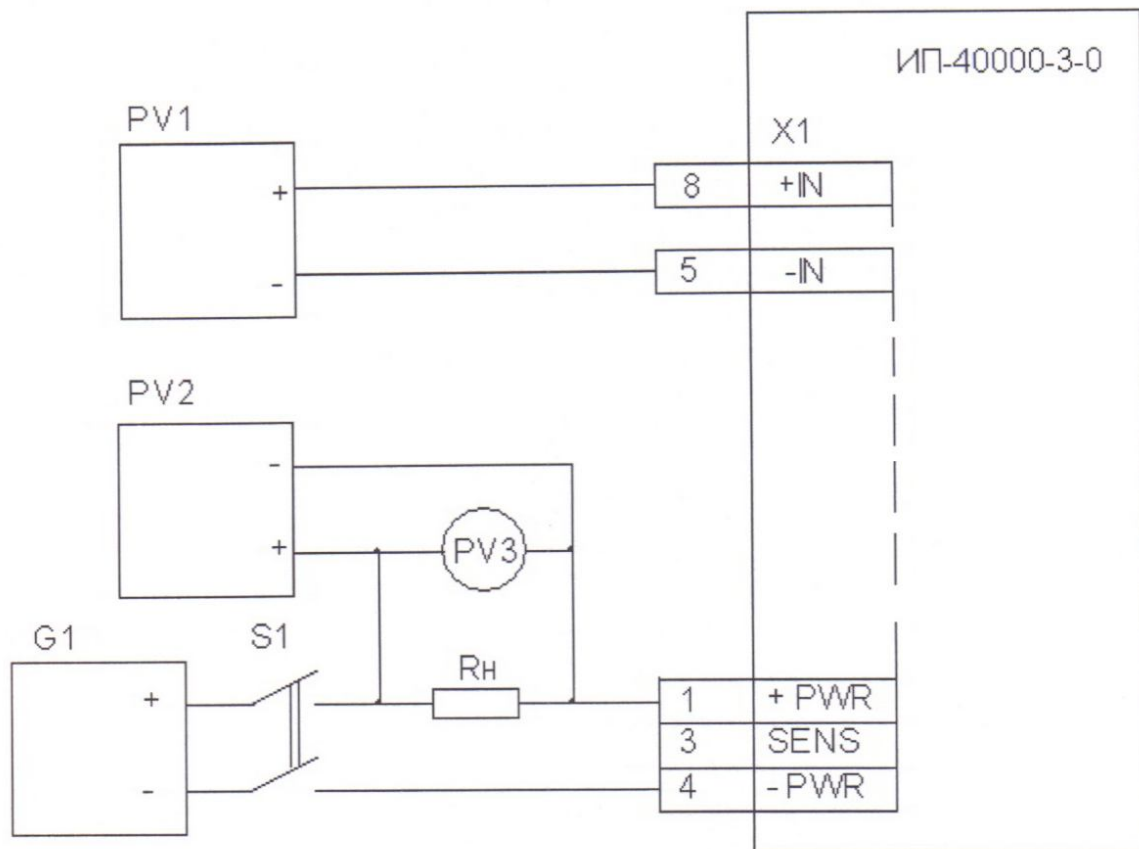 ИП-40000-3-0
PV1
X1
+
8
+IN
-
5
-IN
PV2
-
+
PV3
G1
S1
Rн
+
1
+ PWR
3
SENS
-
4
- PWR